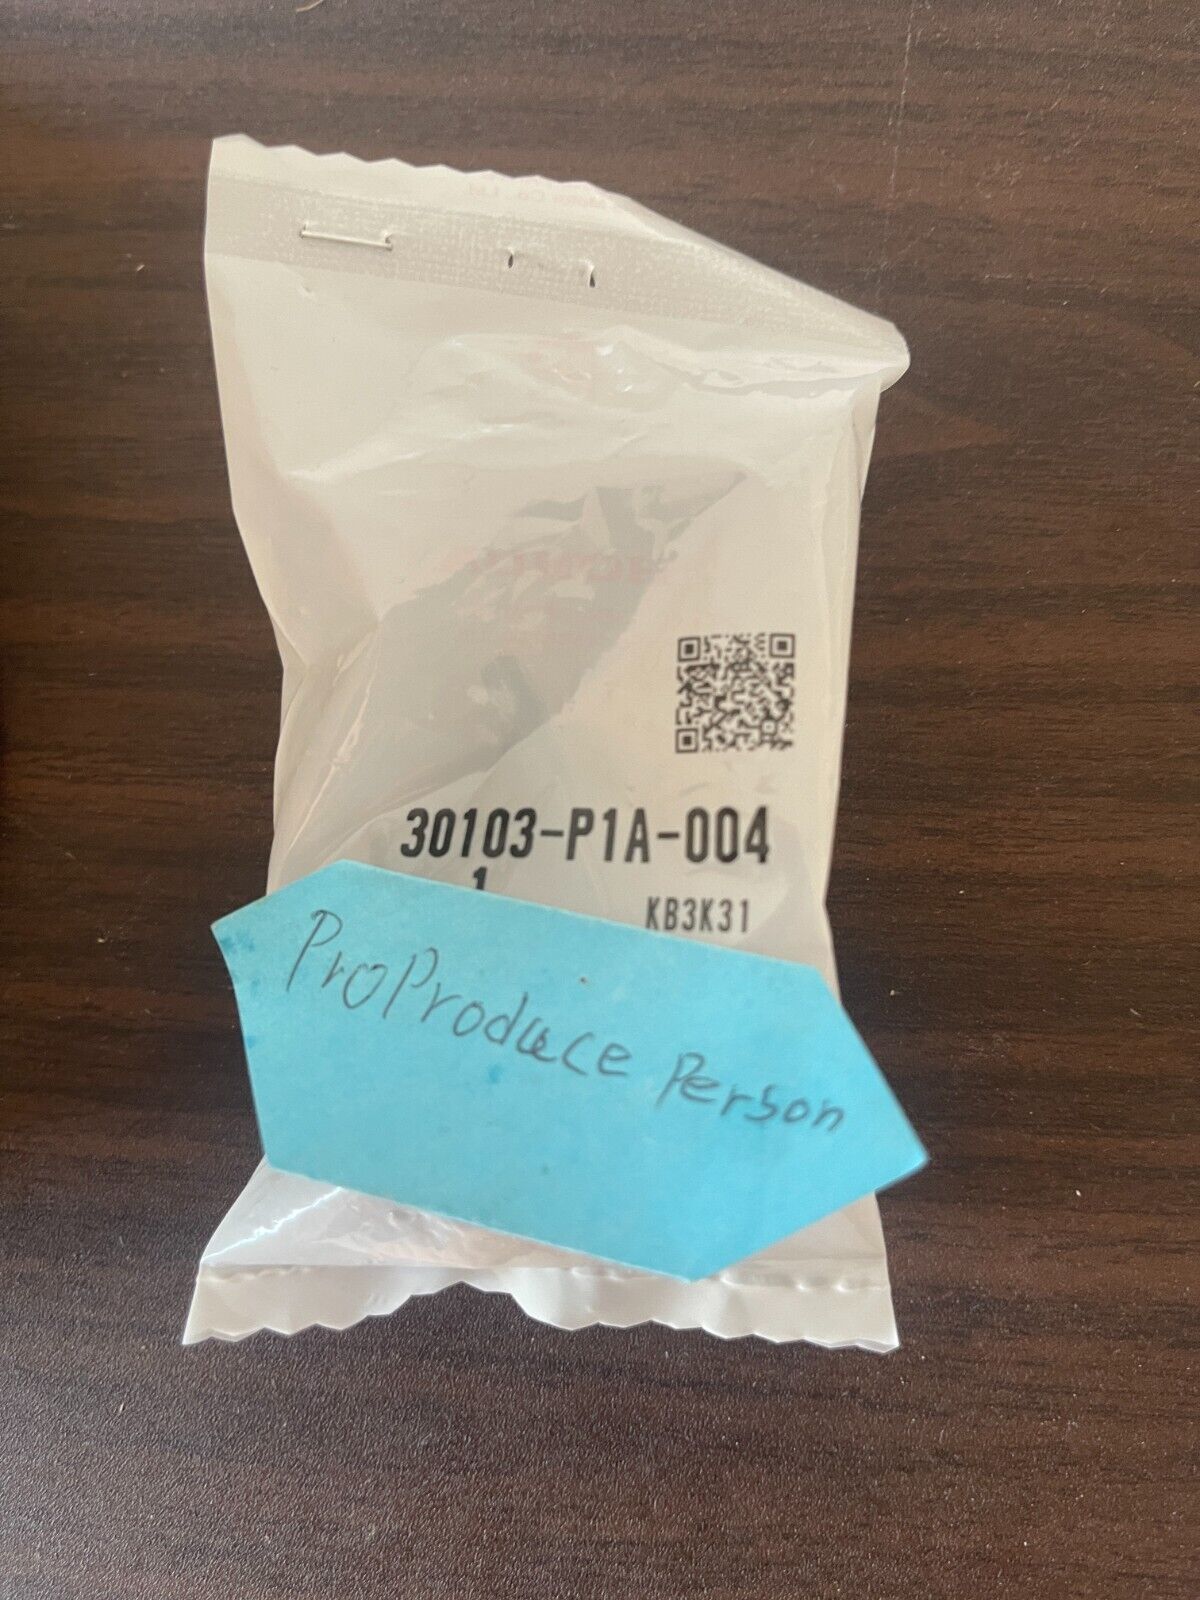 30103-P1A-004
1
KB3K31
ProProduce Person